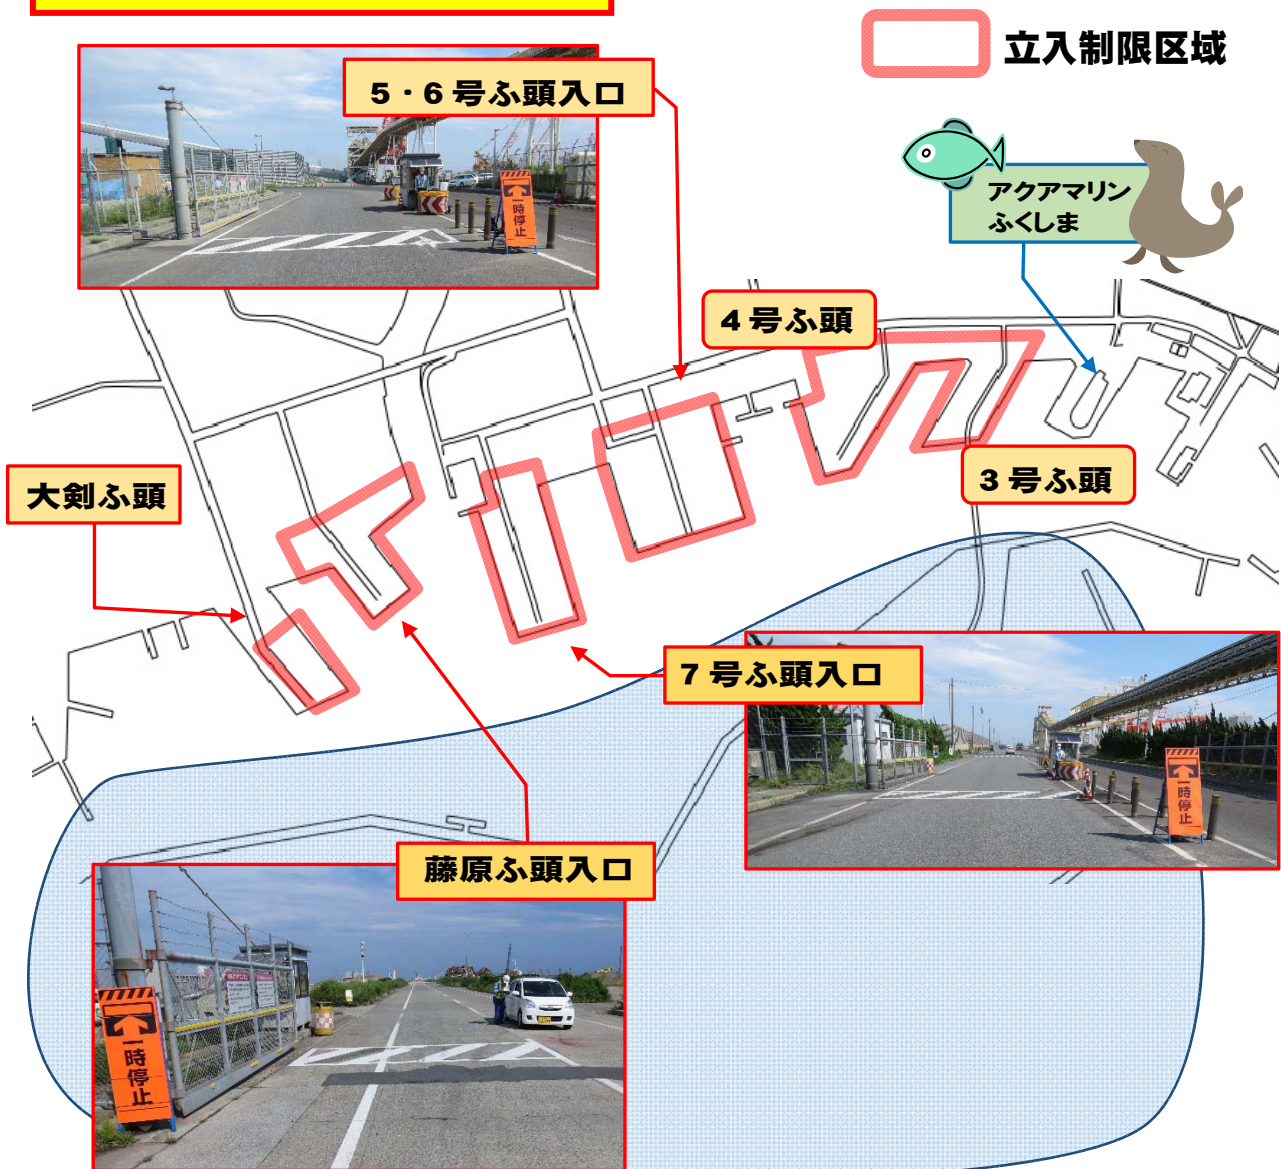 立入制限区域
5・6号ふ頭入口
アクアマリン
ふくしま
一時停止
4号ふ頭
3号ふ頭
大剣ふ頭
7号ふ頭入口
一時停止
藤原ふ頭入口
一時停止